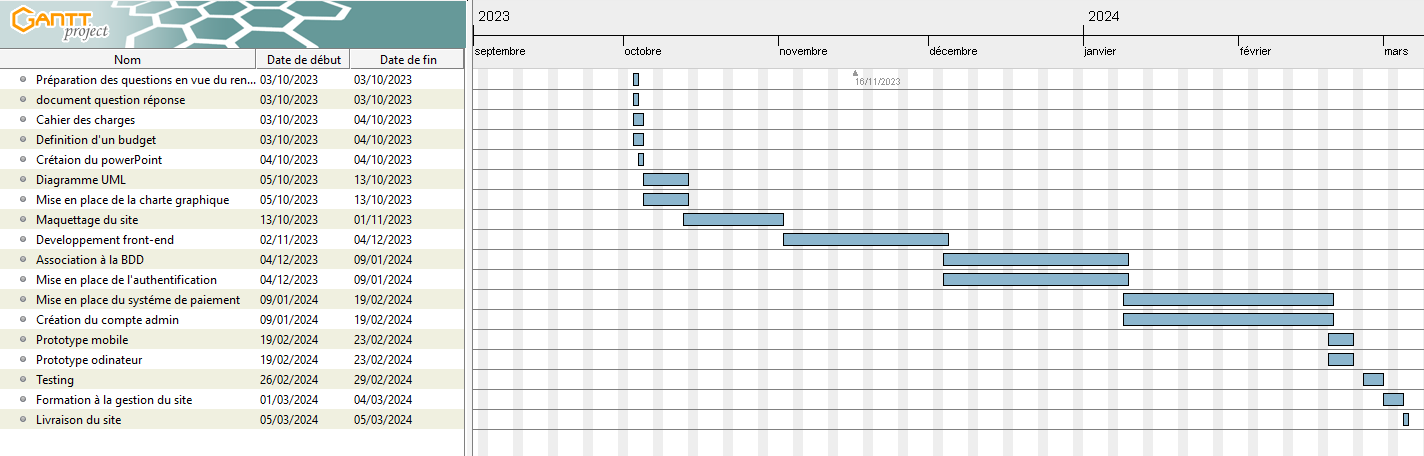 GANTT
project
2023 2024
septembre octobre novembre décembre janvier février mars
Nom Date de début Date de fin
16/11/2023
Préparation des questions en vue du ren... 03/10/2023 03/10/2023
document question réponse 03/10/2023 03/10/2023
Cahier des charges 03/10/2023 04/10/2023
Definition d'un budget 03/10/2023 04/10/2023
Crétaion du powerPoint 04/10/2023 04/10/2023
Diagramme UML 05/10/2023 13/10/2023
Mise en place de la charte graphique 05/10/2023 13/10/2023
Maquettage du site 13/10/2023 01/11/2023
Developpement front-end 02/11/2023 04/12/2023
Association à la BDD 04/12/2023 09/01/2024
Mise en place de l'authentification 04/12/2023 09/01/2024
Mise en place du systéme de paiement 09/01/2024 19/02/2024
Création du compte admin 09/01/2024 19/02/2024
Prototype mobile 19/02/2024 23/02/2024
Prototype odinateur 19/02/2024 23/02/2024
Testing 26/02/2024 29/02/2024
Formation à la gestion du site 01/03/2024 04/03/2024
Livraison du site 05/03/2024 05/03/2024